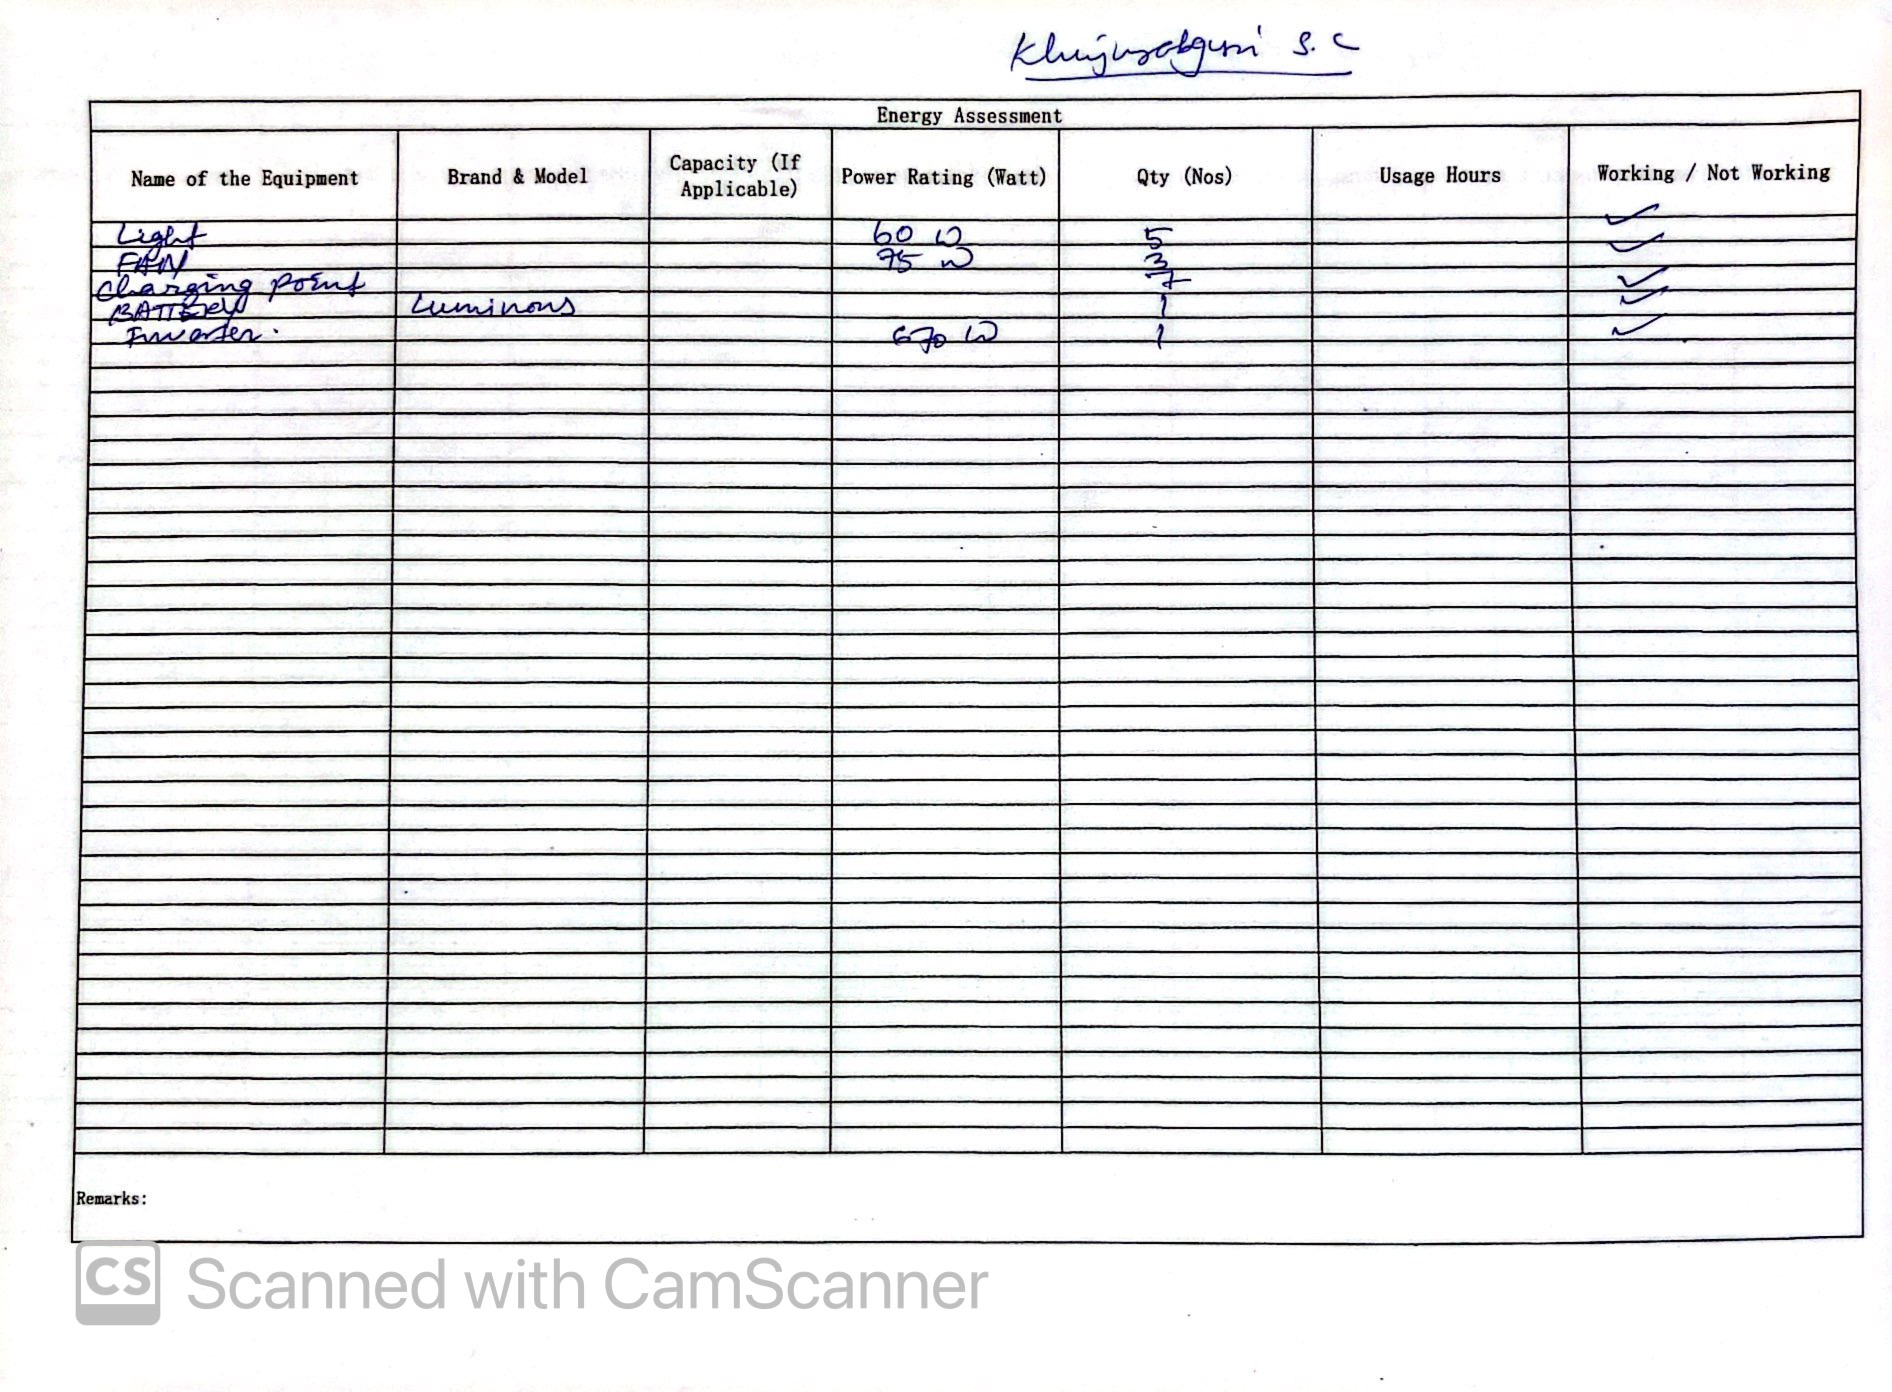 S. C
Energy Assessment
Name of the Equipment Brand & Model Capacity (If Applicable) Power Rating (Watt) Qty (Nos) Usage Hours Working / Not Working
Light 60 W 5 ✓
FAN 75 W 3 ✓
Charging Point 7 ✓
BATTERY Luminous 1 ✓
Inverter. 670 W 1 ✓
Remarks:
CS Scanned with CamScanner